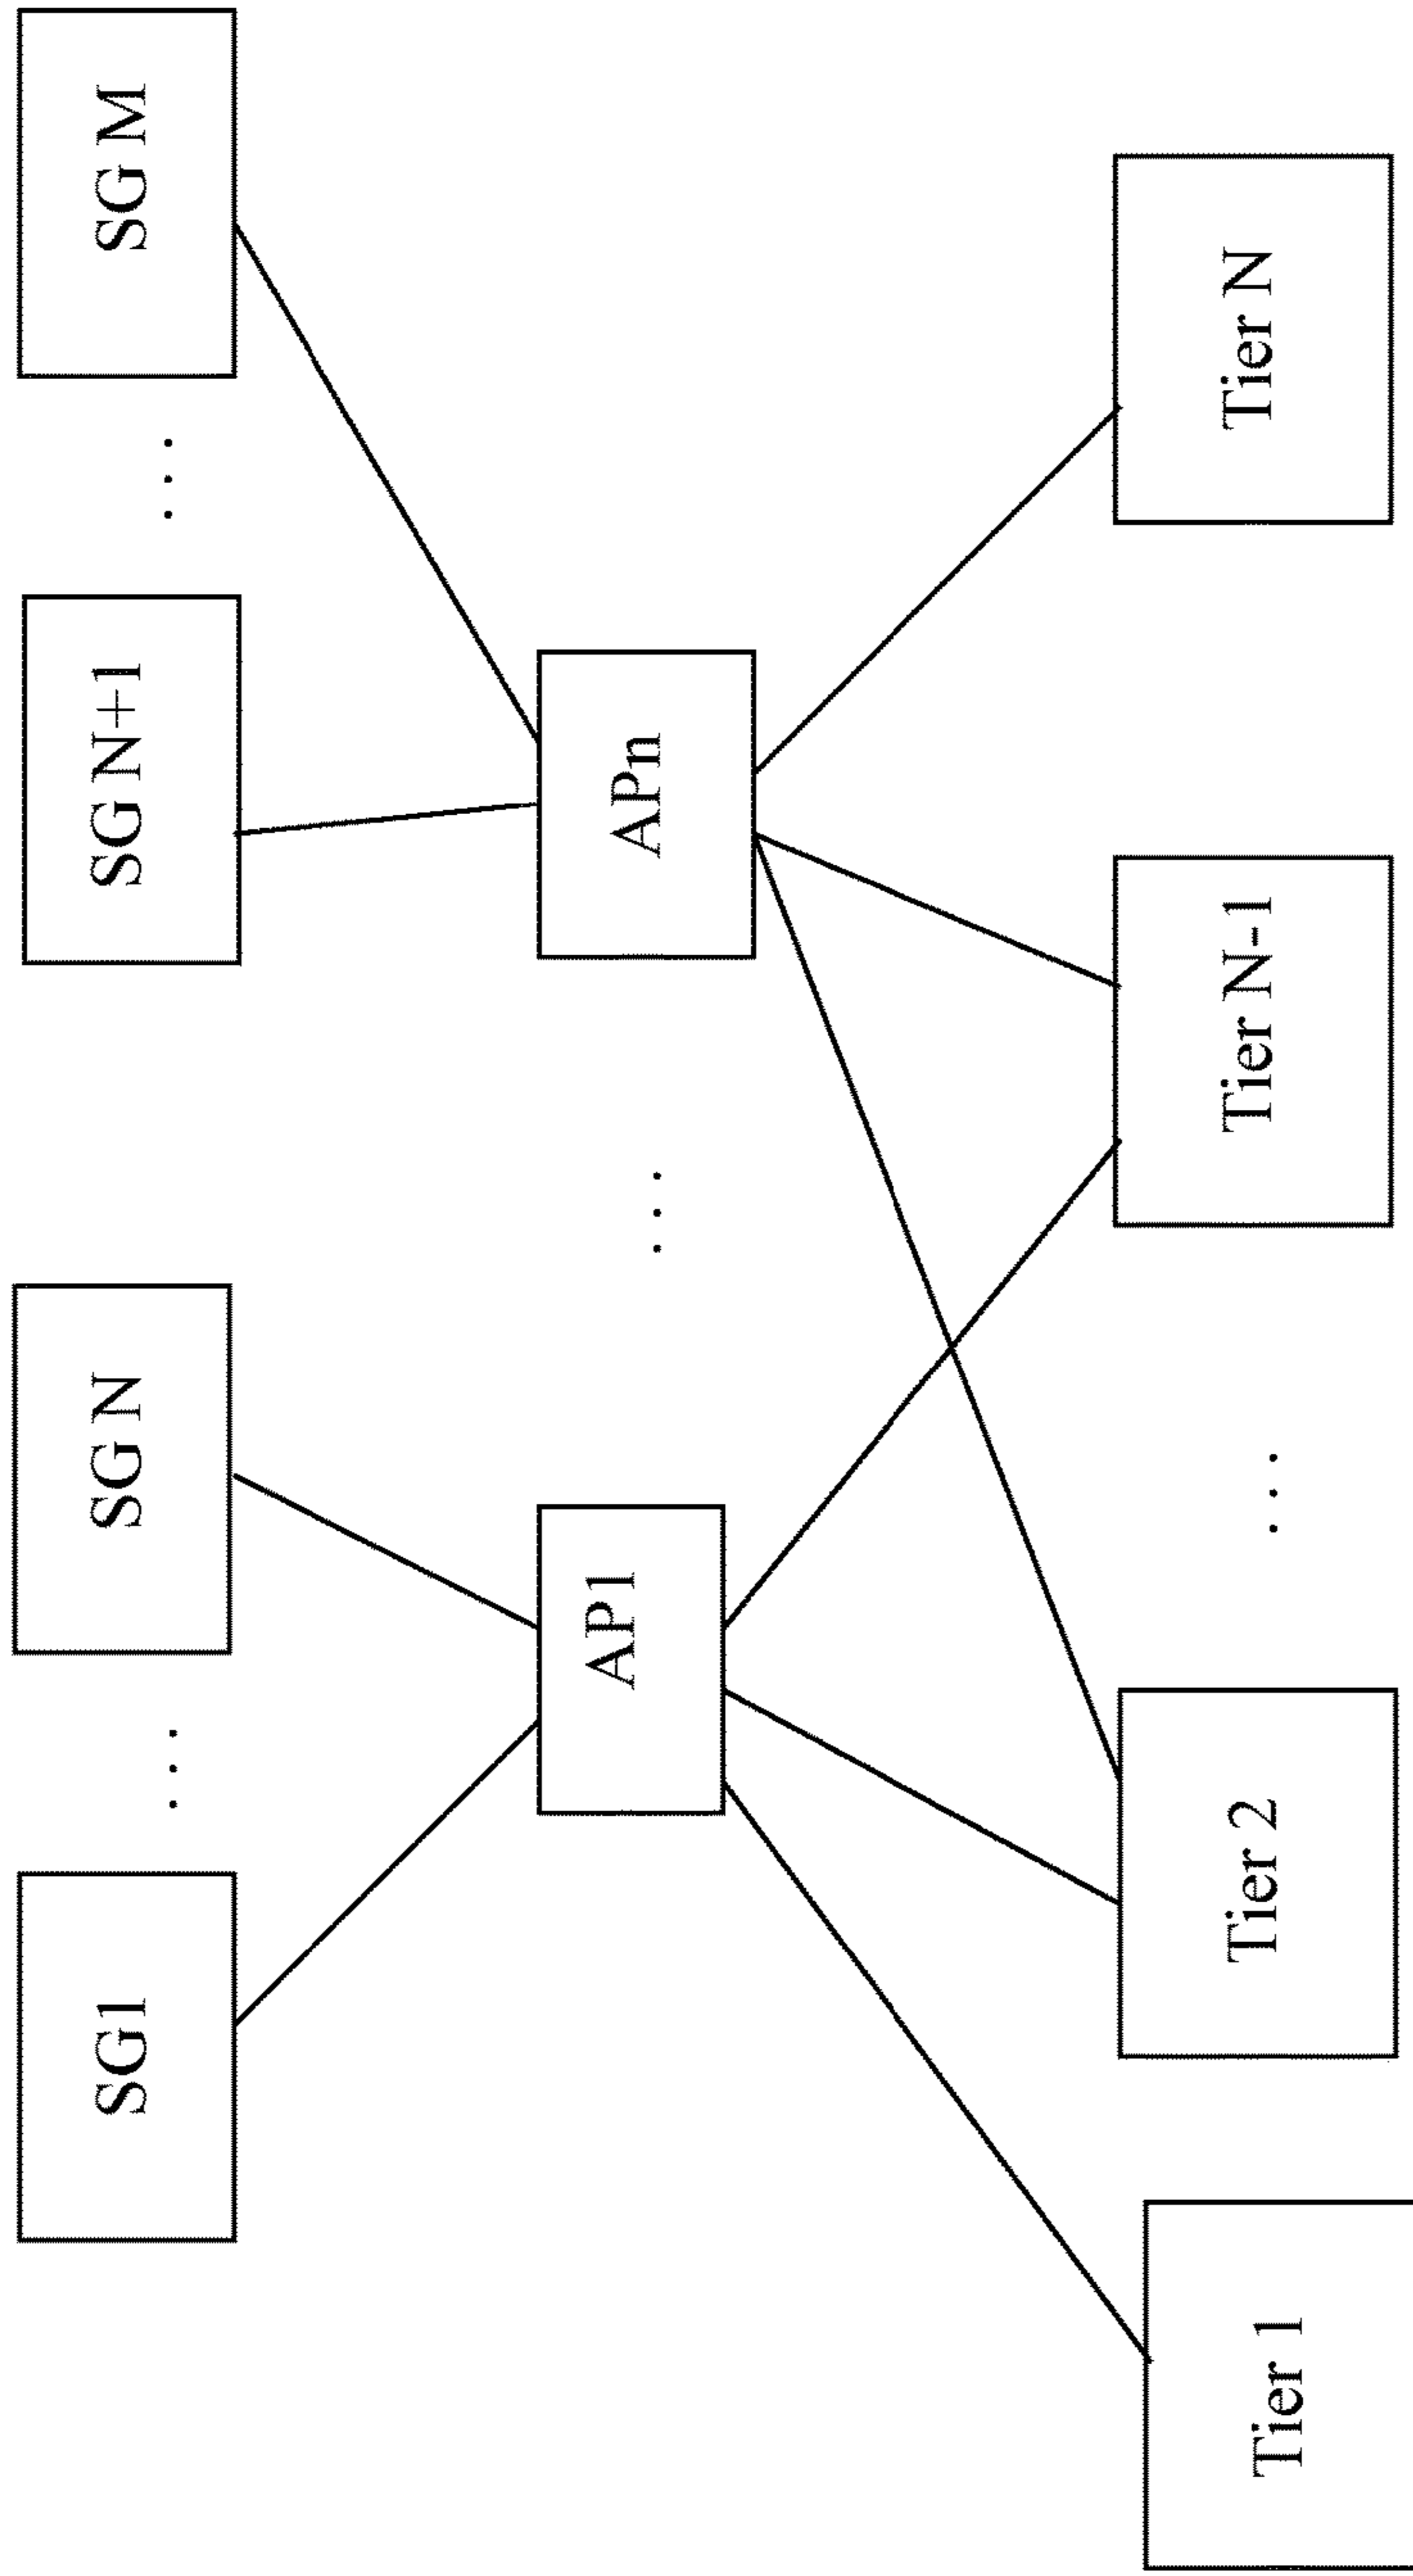 SG1
. . .
SG N
SG N+1
. . .
SG M
AP1
. . .
APn
Tier 1
Tier 2
. . .
Tier N-1
Tier N